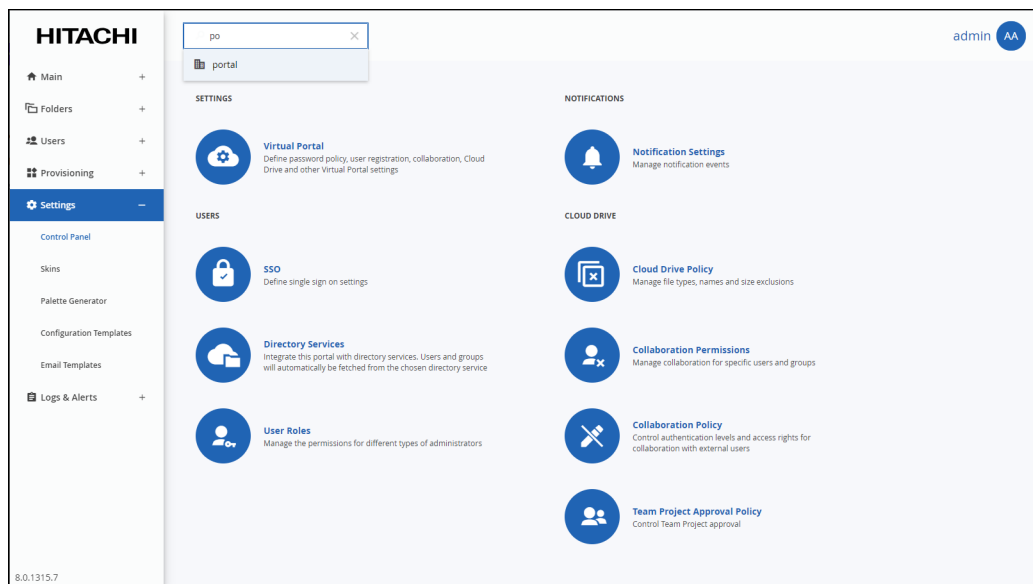 HITACHI
po
admin AA
portal
Main
Folders
Users
Provisioning
Settings
Control Panel
Skins
Palette Generator
Configuration Templates
Email Templates
Logs & Alerts
8.0.1315.7
SETTINGS
Virtual Portal
Define password policy, user registration, collaboration, Cloud
Drive and other Virtual Portal settings
USERS
SSO
Define single sign on settings
Directory Services
Integrate this portal with directory services. Users and groups
will automatically be fetched from the chosen directory service
User Roles
Manage the permissions for different types of administrators
NOTIFICATIONS
Notification Settings
Manage notification events
CLOUD DRIVE
Cloud Drive Policy
Manage file types, names and size exclusions
Collaboration Permissions
Manage collaboration for specific users and groups
Collaboration Policy
Control authentication levels and access rights for
collaboration with external users
Team Project Approval Policy
Control Team Project approval